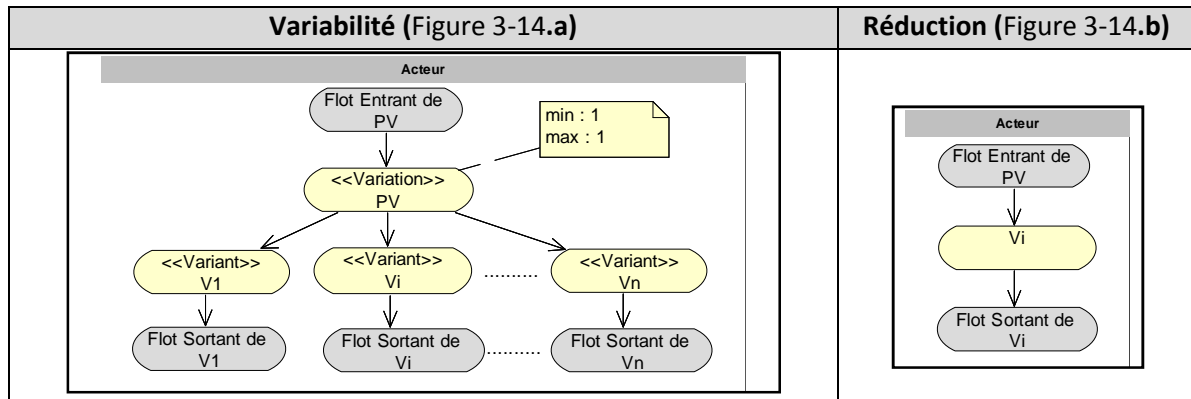 Variabilité (Figure 3-14.a)
Réduction (Figure 3-14.b)
Acteur
Flot Entrant de
PV
min : 1
max : 1
<<Variation>>
PV
<<Variant>>
V1
<<Variant>>
Vi
..........
<<Variant>>
Vn
Flot Sortant de
V1
Flot Sortant de
Vi
..........
Flot Sortant de
Vn
Acteur
Flot Entrant de
PV
Vi
Flot Sortant de
Vi